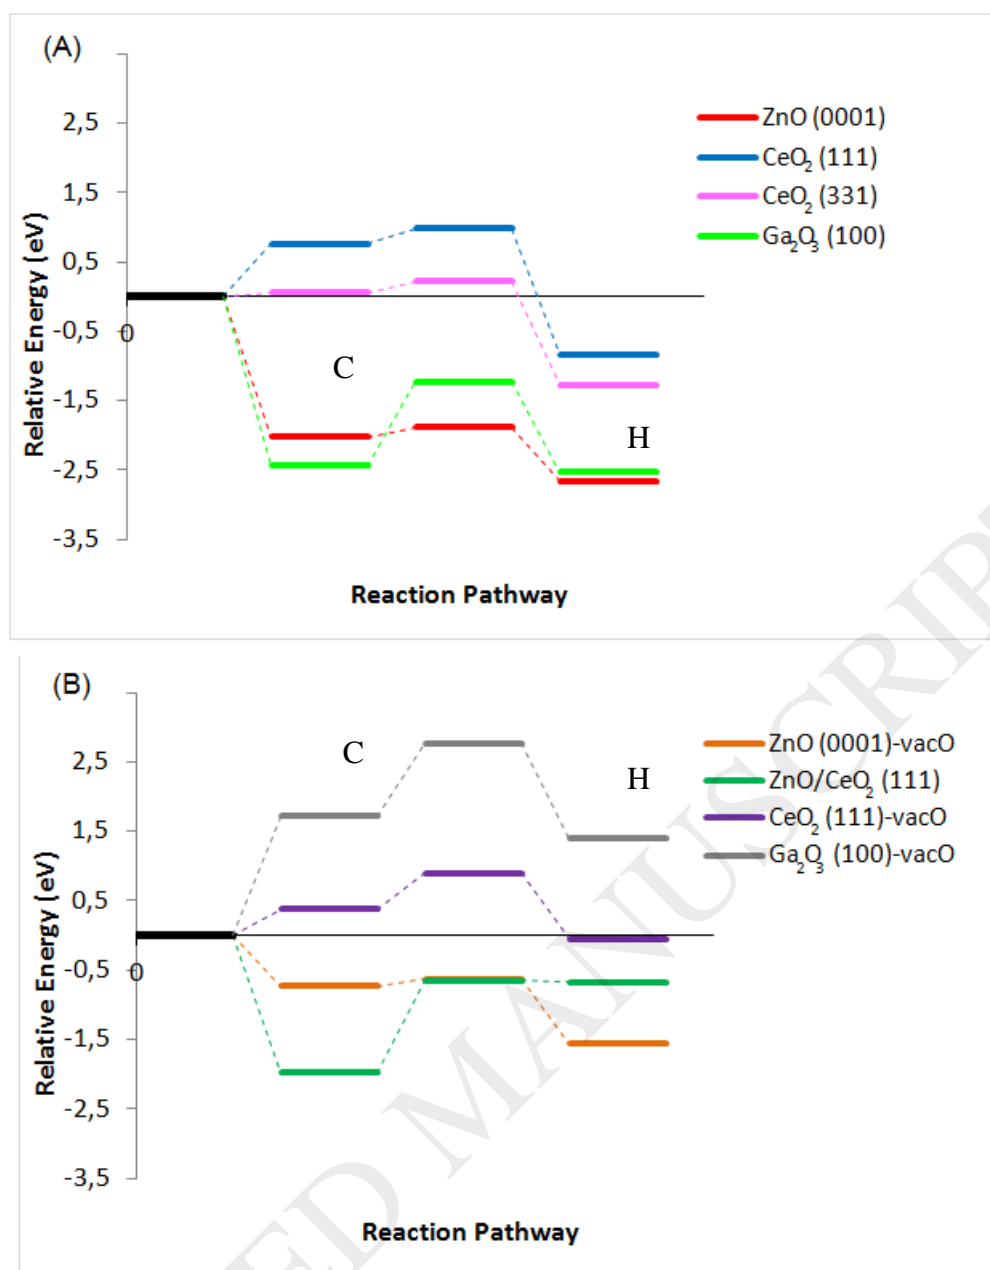 (A)
2,5
1,5
0,5
-0,5
-1,5
-2,5
-3,5
0
Relative Energy (eV)
Reaction Pathway
C
H
ZnO (0001)
CeO₂ (111)
CeO₂ (331)
Ga₂O₃ (100)
(B)
2,5
1,5
0,5
-0,5
-1,5
-2,5
-3,5
0
Relative Energy (eV)
Reaction Pathway
C
H
ZnO (0001)-vacO
ZnO/CeO₂ (111)
CeO₂ (111)-vacO
Ga₂O₃ (100)-vacO
ED MANUSCRIPT